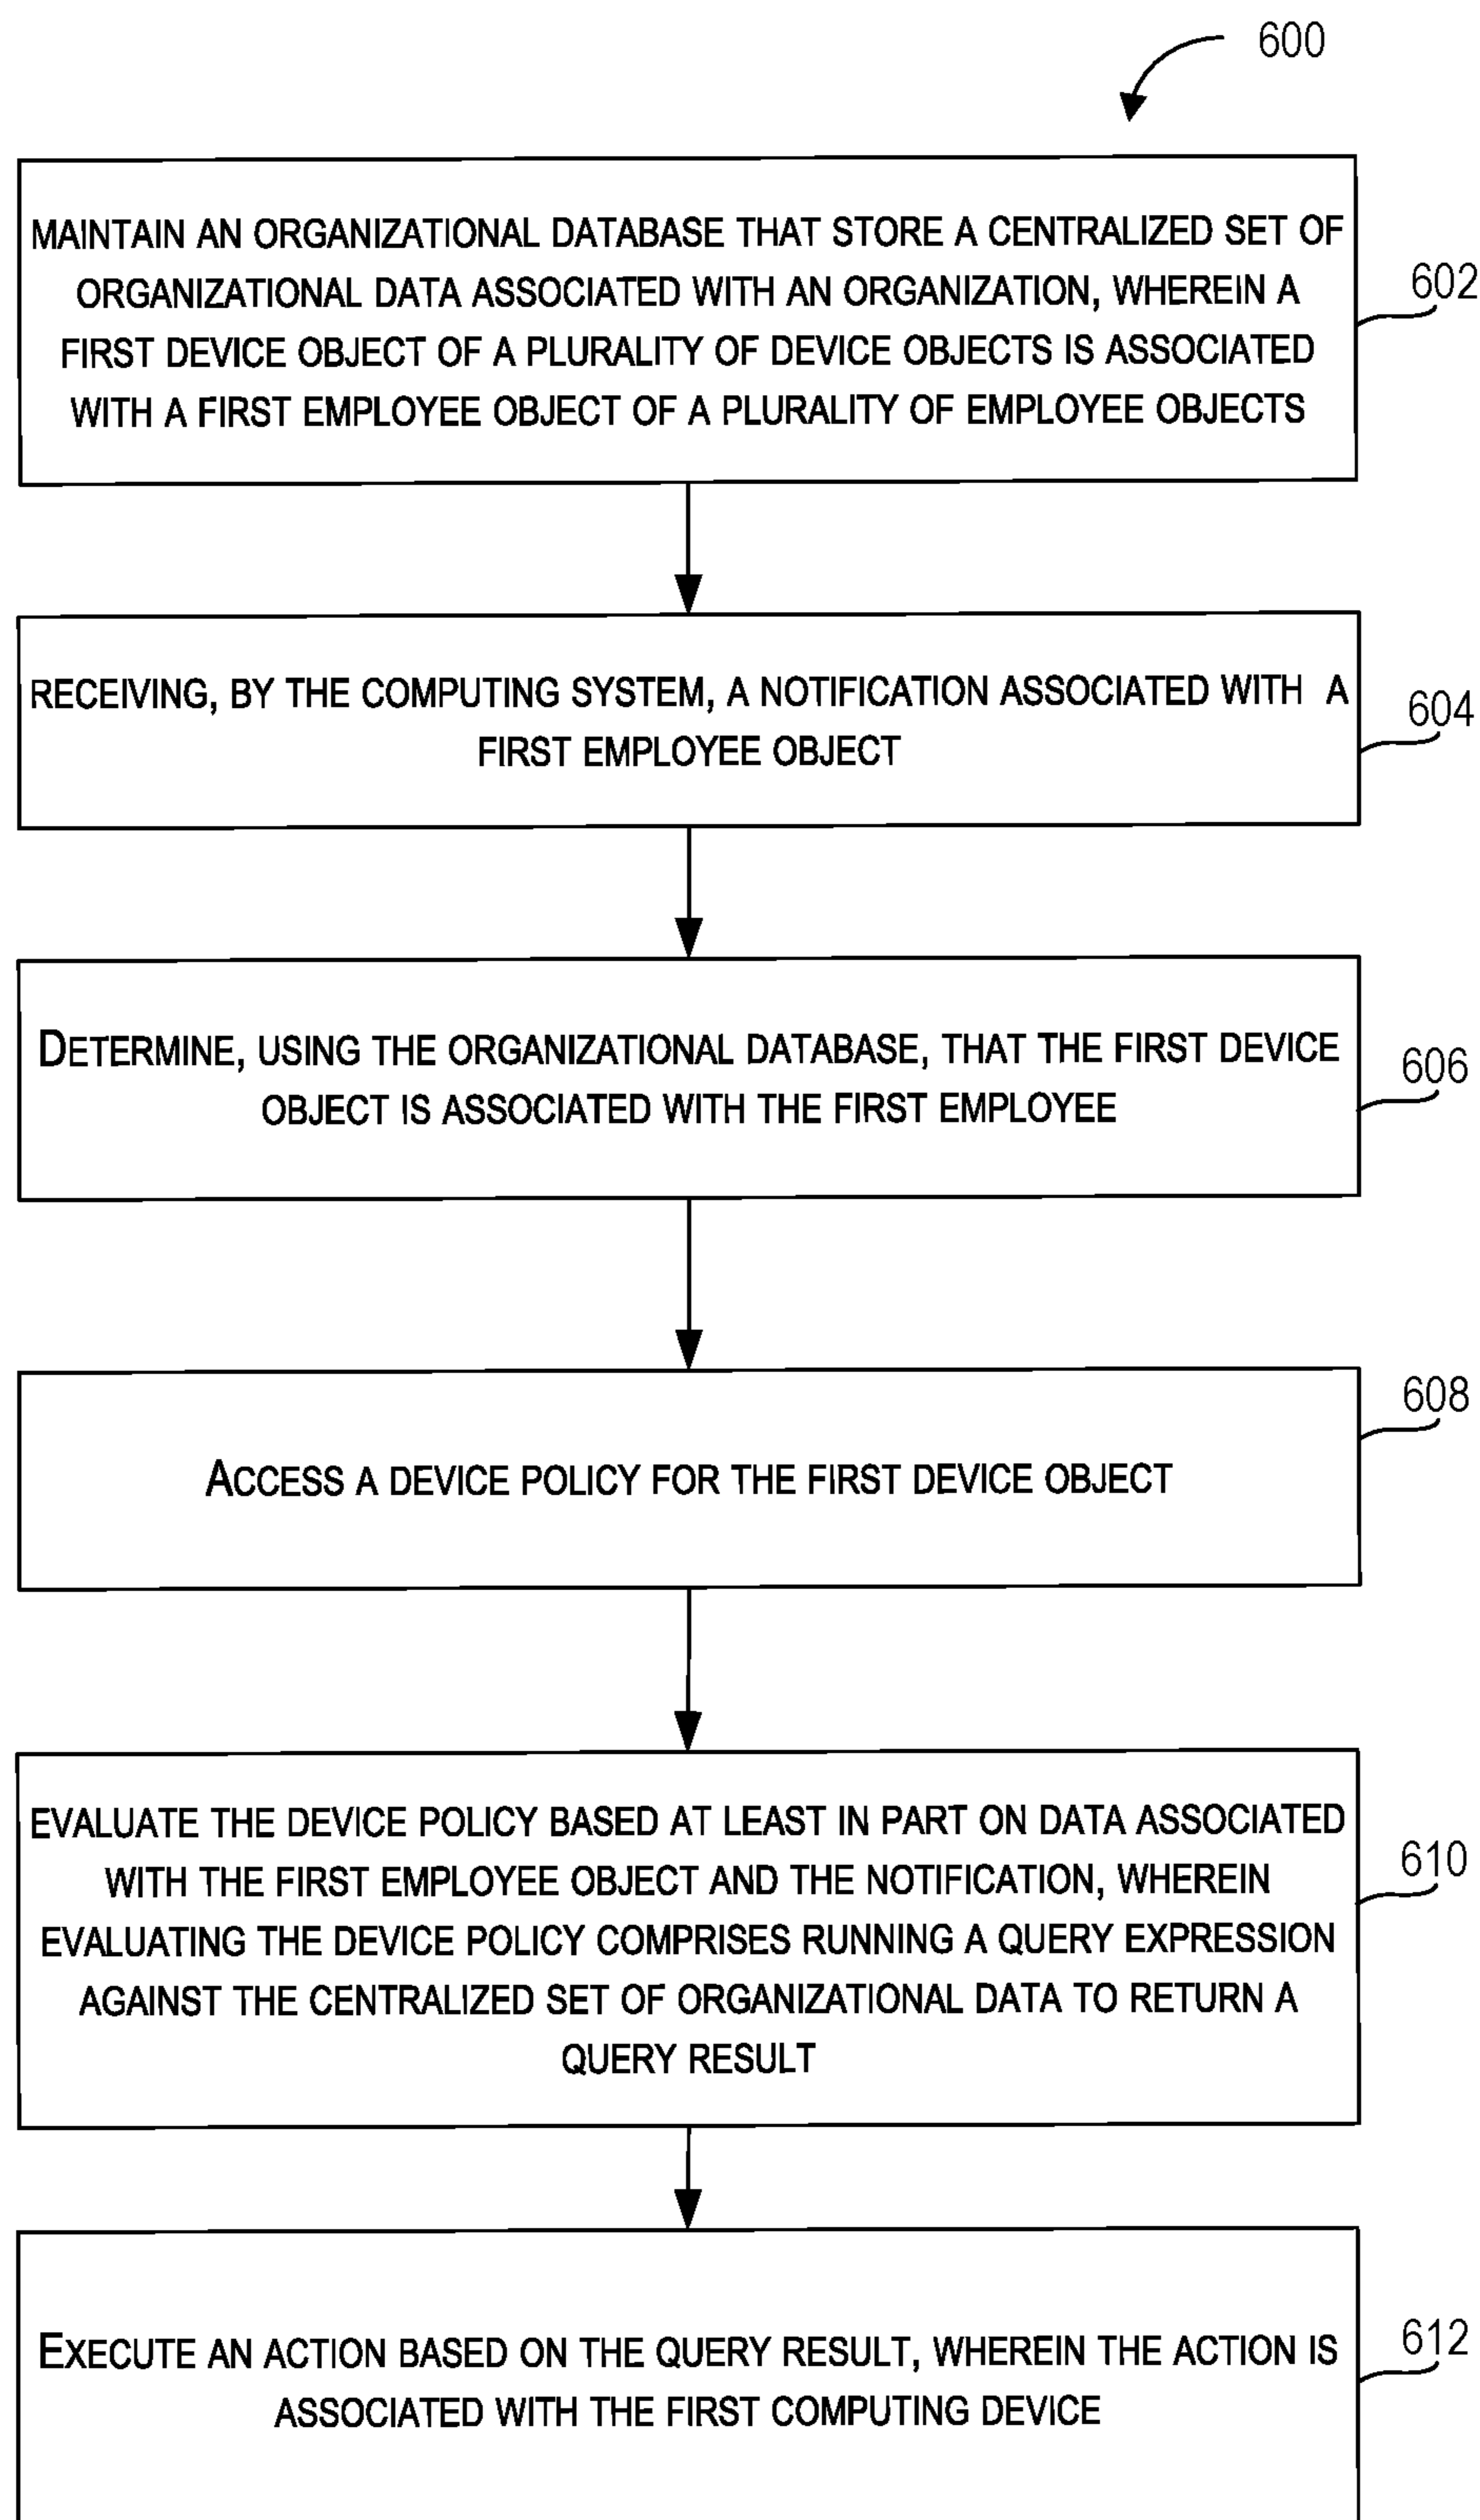 600
MAINTAIN AN ORGANIZATIONAL DATABASE THAT STORE A CENTRALIZED SET OF
ORGANIZATIONAL DATA ASSOCIATED WITH AN ORGANIZATION, WHEREIN A
FIRST DEVICE OBJECT OF A PLURALITY OF DEVICE OBJECTS IS ASSOCIATED
WITH A FIRST EMPLOYEE OBJECT OF A PLURALITY OF EMPLOYEE OBJECTS
602
RECEIVING, BY THE COMPUTING SYSTEM, A NOTIFICATION ASSOCIATED WITH A
FIRST EMPLOYEE OBJECT
604
DETERMINE, USING THE ORGANIZATIONAL DATABASE, THAT THE FIRST DEVICE
OBJECT IS ASSOCIATED WITH THE FIRST EMPLOYEE
606
ACCESS A DEVICE POLICY FOR THE FIRST DEVICE OBJECT
608
EVALUATE THE DEVICE POLICY BASED AT LEAST IN PART ON DATA ASSOCIATED
WITH THE FIRST EMPLOYEE OBJECT AND THE NOTIFICATION, WHEREIN
EVALUATING THE DEVICE POLICY COMPRISES RUNNING A QUERY EXPRESSION
AGAINST THE CENTRALIZED SET OF ORGANIZATIONAL DATA TO RETURN A
QUERY RESULT
610
EXECUTE AN ACTION BASED ON THE QUERY RESULT, WHEREIN THE ACTION IS
ASSOCIATED WITH THE FIRST COMPUTING DEVICE
612